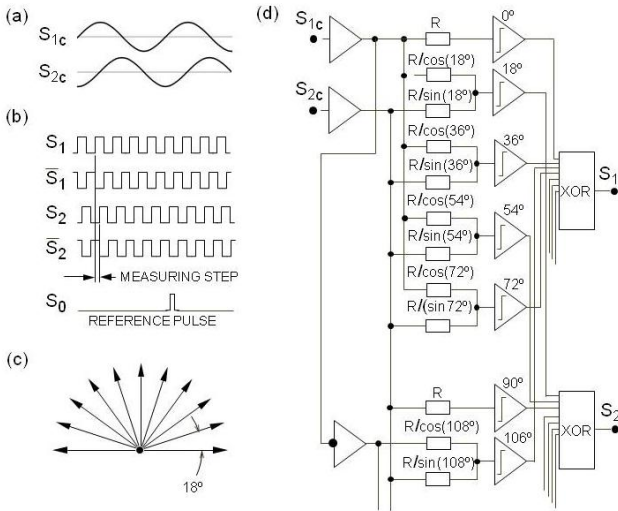 (a)
S1c
S2c
(b)
S1
S̅1
S2
S̅2
MEASURING STEP
S0
REFERENCE PULSE
(c)
18º
(d)
S1c
S2c
R
0º
R/cos(18º)
18º
R/sin(18º)
R/cos(36º)
36º
R/sin(36º)
R/cos(54º)
54º
R/sin(54º)
R/cos(72º)
72º
R/(sin72º)
XOR
S1
R
90º
R/cos(108º)
106º
R/sin(108º)
XOR
S2